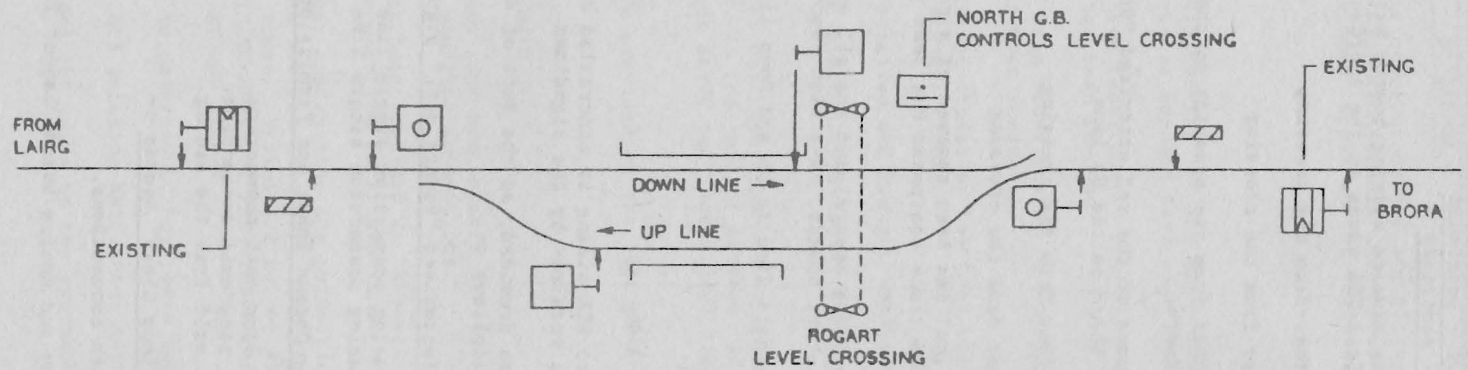 NORTH G.B.
CONTROLS LEVEL CROSSING
EXISTING
FROM
LAIRG
DOWN LINE
TO
BRORA
UP LINE
EXISTING
ROGART
LEVEL CROSSING